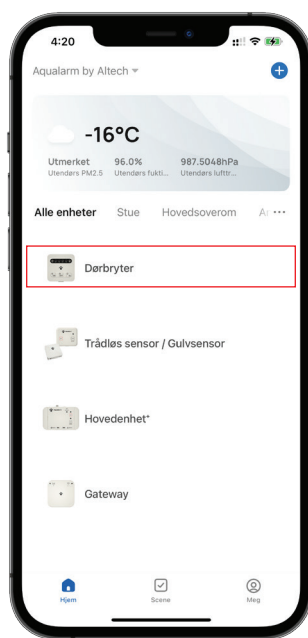 4:20
Aqualarm by Altech
-16°C
Utmerket 96.0% 987.5048hPa
Utendørs PM2.5 Utendørs fukti... Utendørs lufttr...
Alle enheter Stue Hovedsoverom
Dørbryter
Trådløs sensor / Gulvsensor
Hovedenhet*
Gateway
Hjem Scene Meg